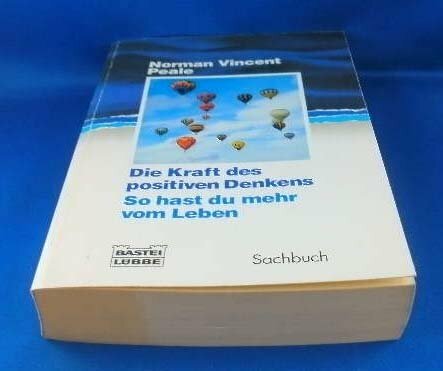 Norman Vincent
Peale
Die Kraft des
positiven Denkens
So hast du mehr
vom Leben
BASTEI
LÜBBE
Sachbuch